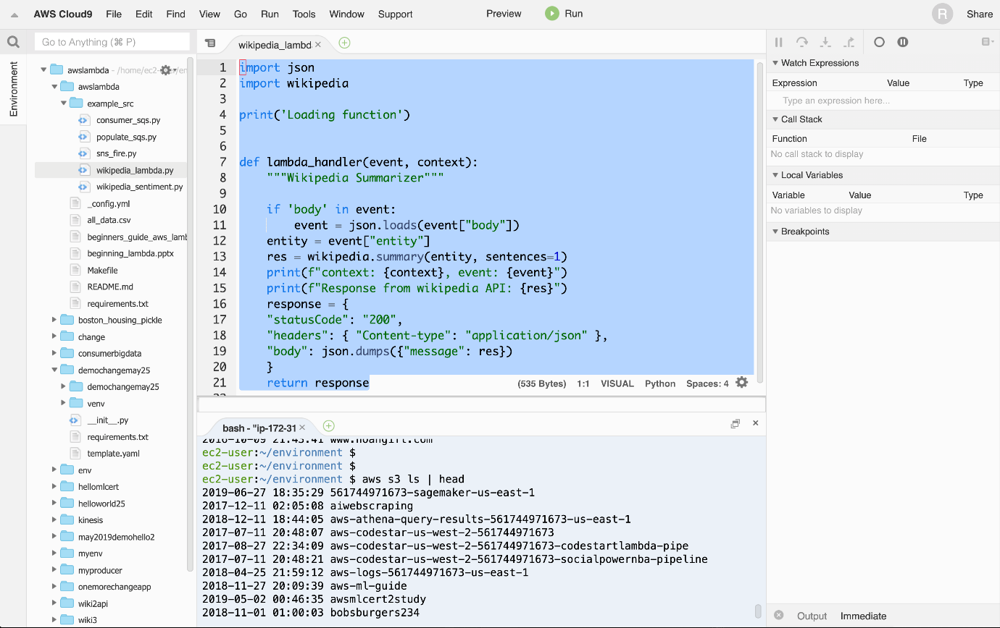 AWS Cloud9 File Edit Find View Go Run Tools Window Support Preview Run R Share
Go to Anything (⌘ P)
Environment
awslambda - /home/ec2-
awslambda
example_src
consumer_sqs.py
populate_sqs.py
sns_fire.py
wikipedia_lambda.py
wikipedia_sentiment.py
_config.yml
all_data.csv
beginners_guide_aws_lamb
beginning_lambda.pptx
Makefile
README.md
requirements.txt
boston_housing_pickle
change
consumerbigdata
demochangemay25
demochangemay25
venv
__init__.py
requirements.txt
template.yaml
env
hellomlcert
helloworld25
kinesis
may2019demohello2
myenv
myproducer
onemorechangeapp
wiki2api
wiki3
wikipedia_lambd
1 import json
2 import wikipedia
3
4 print('Loading function')
5
6
7 def lambda_handler(event, context):
8 """Wikipedia Summarizer"""
9
10 if 'body' in event:
11 event = json.loads(event["body"])
12 entity = event["entity"]
13 res = wikipedia.summary(entity, sentences=1)
14 print(f"context: {context}, event: {event}")
15 print(f"Response from wikipedia API: {res}")
16 response = {
17 "statusCode": "200",
18 "headers": { "Content-type": "application/json" },
19 "body": json.dumps({"message": res})
20 }
21 return response
(535 Bytes) 1:1 VISUAL Python Spaces: 4
bash - "ip-172-31
2016-10-09 21:43:41 www.noahgift.com
ec2-user:~/environment $
ec2-user:~/environment $
ec2-user:~/environment $ aws s3 ls | head
2019-06-27 18:35:29 561744971673-sagemaker-us-east-1
2017-12-11 02:05:08 aiwebscraping
2018-12-11 18:44:05 aws-athena-query-results-561744971673-us-east-1
2017-07-11 20:48:07 aws-codestar-us-west-2-561744971673
2017-08-27 22:34:09 aws-codestar-us-west-2-561744971673-codestartlambda-pipe
2017-07-11 20:48:21 aws-codestar-us-west-2-561744971673-socialpowernba-pipeline
2018-04-25 21:59:12 aws-logs-561744971673-us-east-1
2018-11-27 20:09:39 aws-ml-guide
2019-05-02 00:46:35 awsmlcert2study
2018-11-01 01:00:03 bobsburgers234
Watch Expressions
Expression Value Type
Type an expression here...
Call Stack
Function File
No call stack to display
Local Variables
Variable Value Type
No variables to display
Breakpoints
Output Immediate